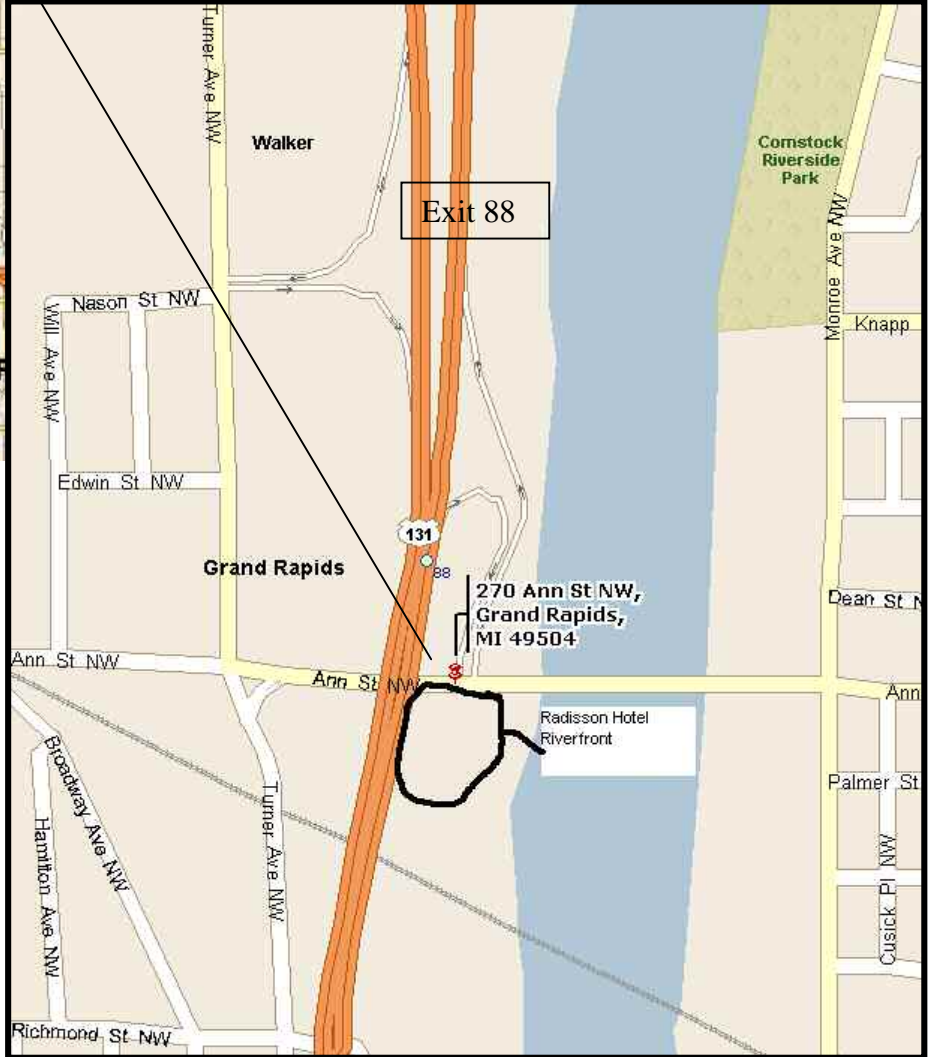 Turner Ave NW
Walker
Comstock
Riverside
Park
Exit 88
Monroe Ave NW
Nason St NW
Will Ave NW
Knapp
Edwin St NW
131
88
Grand Rapids
270 Ann St NW,
Grand Rapids,
MI 49504
Dean St N
Ann St NW
Ann St NW
Ann
Radisson Hotel
Riverfront
Broadway Ave NW
Hamilton Ave NW
Turner Ave NW
Palmer St
Cusick Pl NW
Richmond St NW